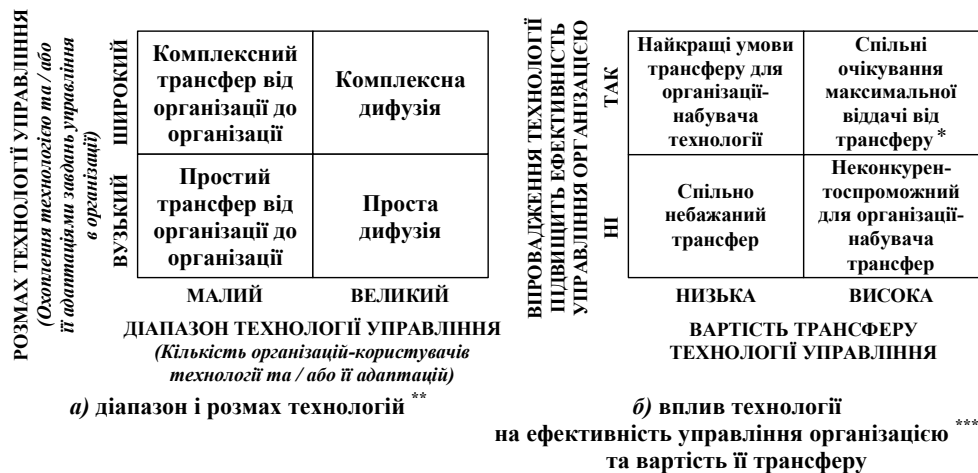 РОЗМАХ ТЕХНОЛОГІЇ УПРАВЛІННЯ
(Охоплення технологією та / або
її адаптаціями завдань управління
в організації)
ШИРОКИЙ
ВУЗЬКИЙ
Комплексний
трансфер від
організації до
організації
Комплексна
дифузія
Простий
трансфер від
організації до
організації
Проста
дифузія
МАЛИЙ
ВЕЛИКИЙ
ДІАПАЗОН ТЕХНОЛОГІЇ УПРАВЛІННЯ
(Кількість організацій-користувачів
технології та / або її адаптацій)
а) діапазон і розмах технологій **
ВПРОВАДЖЕННЯ ТЕХНОЛОГІЇ
ПІДВИЩИТЬ ЕФЕКТИВНІСТЬ
УПРАВЛІННЯ ОРГАНІЗАЦІЄЮ
ТАК
НІ
Найкращі умови
трансферу для
організації-
набувача
технології
Спільні
очікування
максимальної
віддачі від
трансферу *
Спільно
небажаний
трансфер
Неконкурен-
тоспроможний
для організації-
набувача
трансфер
НИЗЬКА
ВИСОКА
ВАРТІСТЬ ТРАНСФЕРУ
ТЕХНОЛОГІЇ УПРАВЛІННЯ
б) вплив технології
на ефективність управління організацією ***
та вартість її трансферу